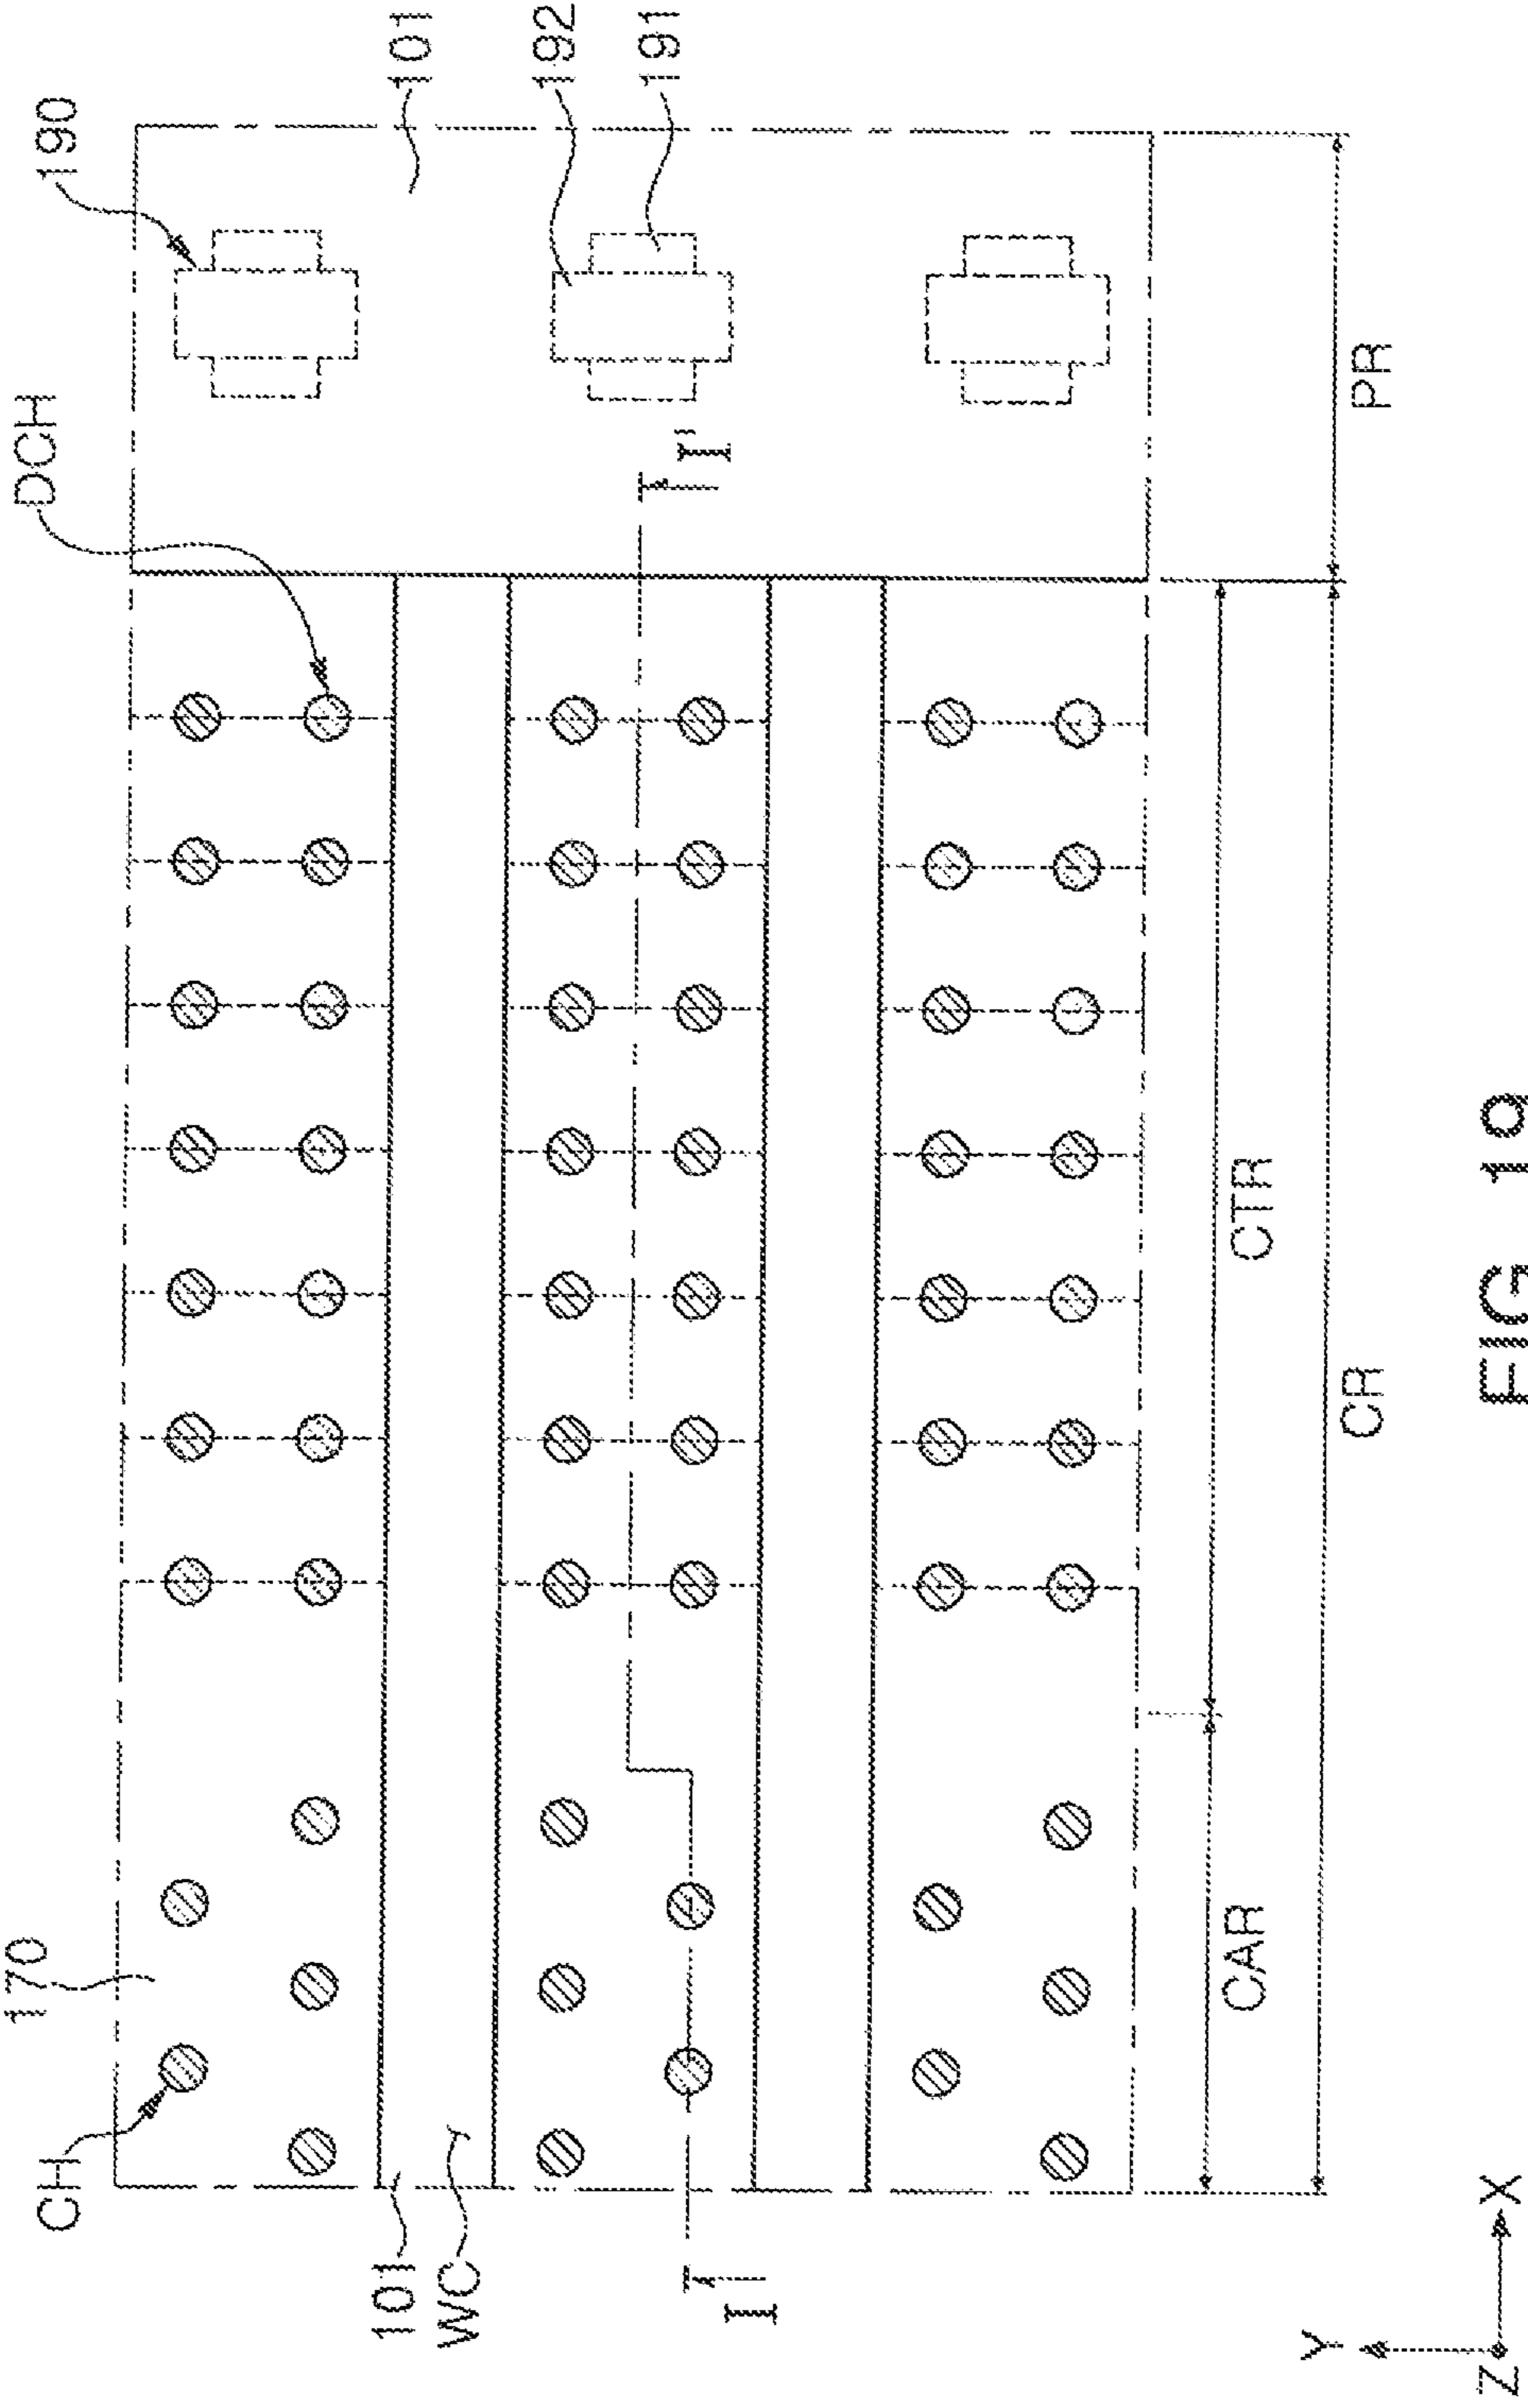 190
101
192
191
DCH
I'
170
CH
101
WC
I
PR
CTR
CAR
CR
Y
Z
X
FIG. 19